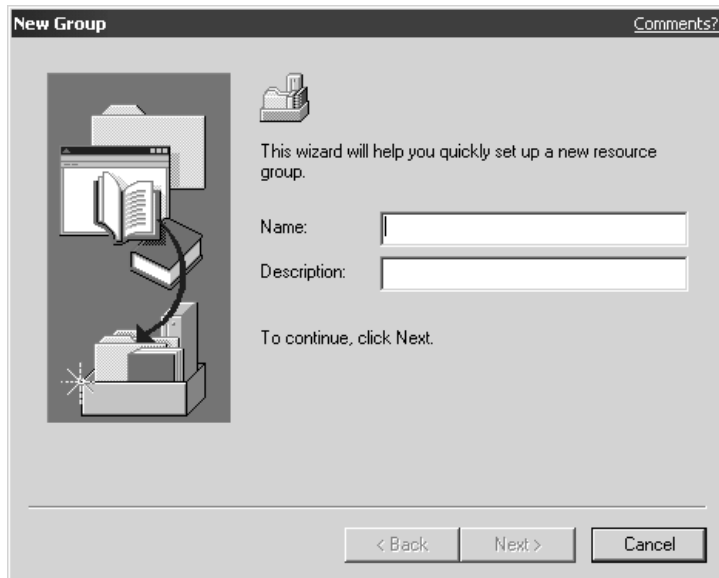 New Group Comments?
This wizard will help you quickly set up a new resource
group.
Name:
Description:
To continue, click Next.
< Back Next > Cancel